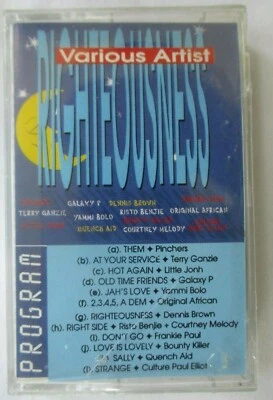 Various Artist
RIGHTEOUSNESS
GALAXY P DENNIS BROWN
TERRY GANZIE RISTO BENJIE ORIGINAL AFRICAN
YAMMI BOLO
QUENCH AID COURTNEY MELODY
PROGRAM
(a). THEM + Pinchers
(b). AT YOUR SERVICE + Terry Ganzie
(c). HOT AGAIN + Little Jonh
(d). OLD TIME FRIENDS + Galaxy P
(e). JAH'S LOVE + Yammi Bolo
(f). 2,3,4,5, A DEM + Original African
(g). RIGHTEOUSNESS + Dennis Brown
(h). RIGHT SIDE + Risto Benjie + Courtney Melody
(i). DON'T GO + Frankie Paul
(j). LOVE IS LOVELY + Bounty Killer
SALLY + Quench Aid
(l). STRANGE + Culture Paul Elliot